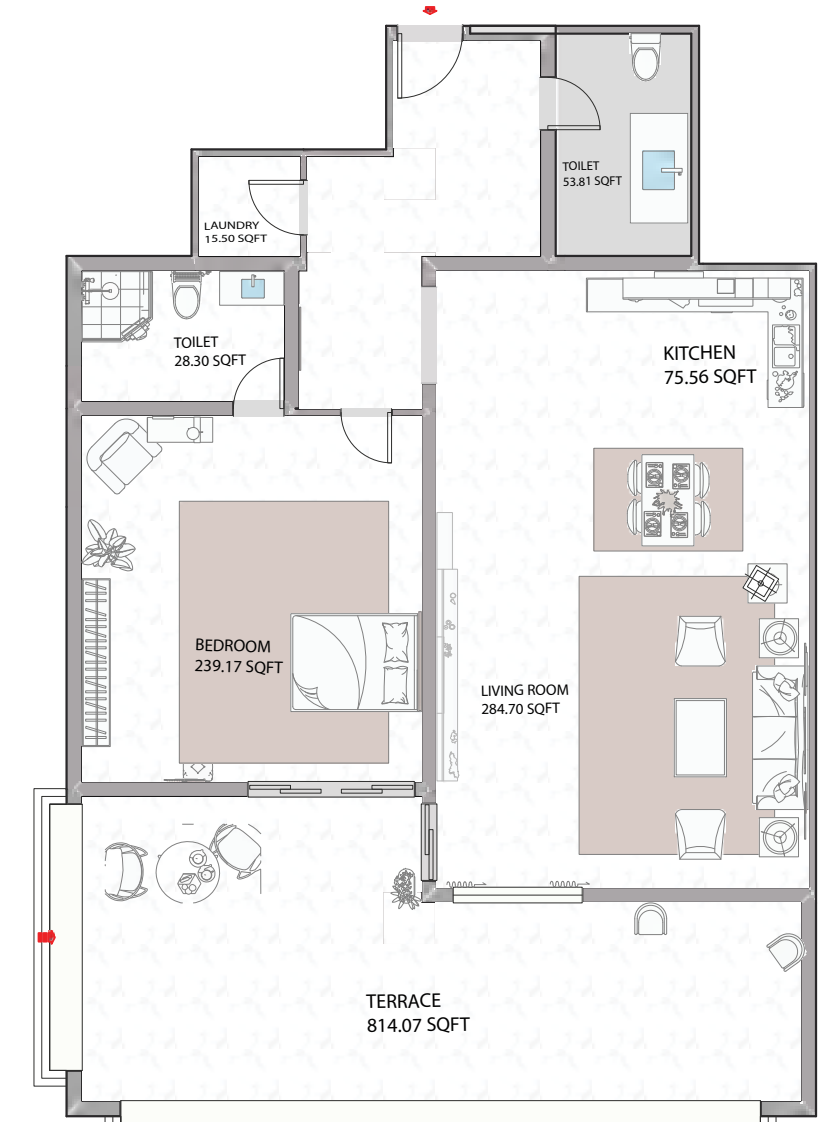 TOILET
53.81 SQFT
LAUNDRY
15.50 SQFT
TOILET
28.30 SQFT
KITCHEN
75.56 SQFT
BEDROOM
239.17 SQFT
LIVING ROOM
284.70 SQFT
TERRACE
814.07 SQFT